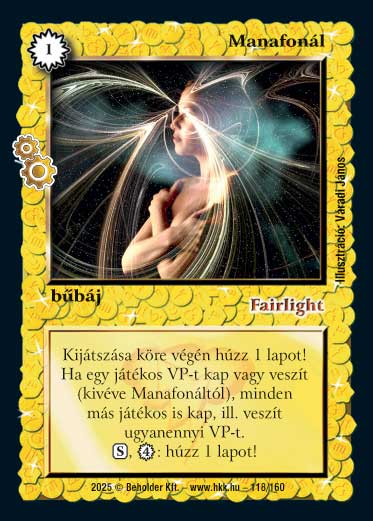 1
Manafonál
Illusztráció: Váradi János
bűbáj
Fairlight
Kijátszása köre végén húzz 1 lapot!
Ha egy játékos VP-t kap vagy veszít
(kivéve Manafonáltól), minden
más játékos is kap, ill. veszít
ugyanennyi VP-t.
S, 4: húzz 1 lapot!
2025 © Beholder Kft. – www.hkk.hu – 118/160